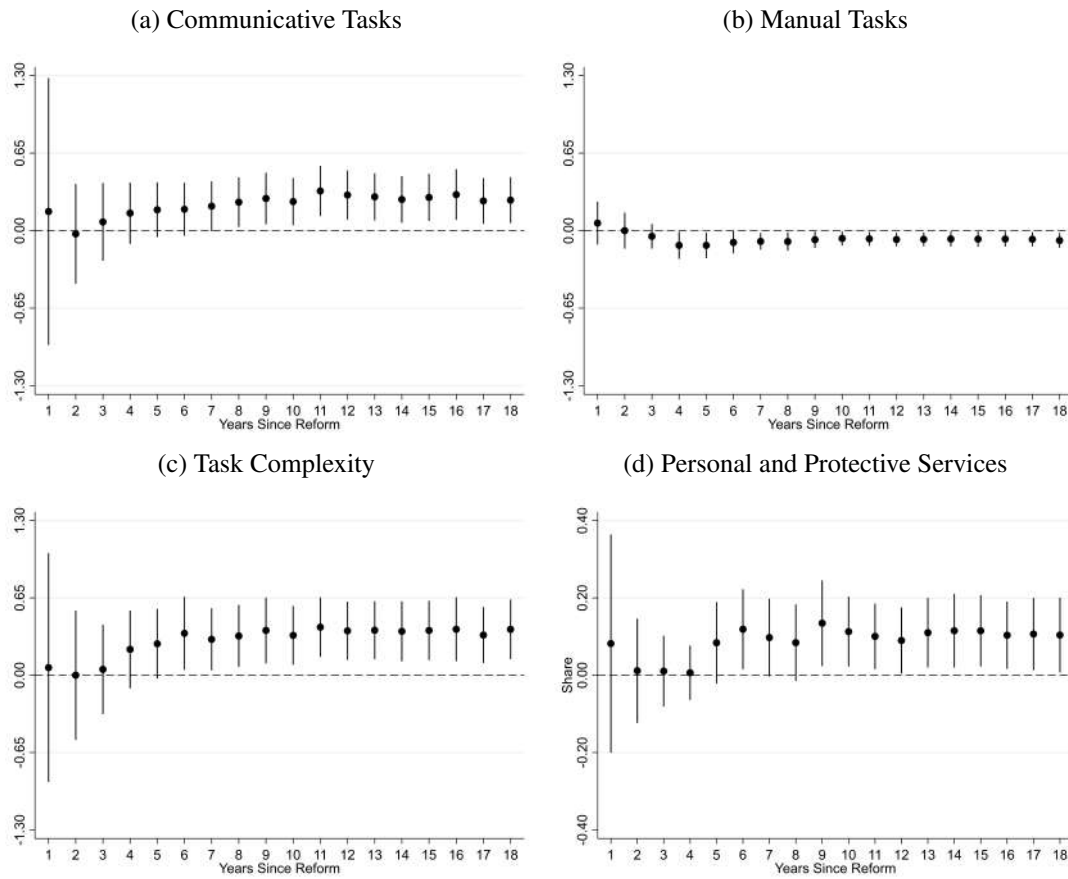 (a) Communicative Tasks
1.30
0.65
0.00
-0.65
-1.30
1 2 3 4 5 6 7 8 9 10 11 12 13 14 15 16 17 18
Years Since Reform
(b) Manual Tasks
1.30
0.65
0.00
-0.65
-1.30
1 2 3 4 5 6 7 8 9 10 11 12 13 14 15 16 17 18
Years Since Reform
(c) Task Complexity
1.30
0.65
0.00
-0.65
-1.30
1 2 3 4 5 6 7 8 9 10 11 12 13 14 15 16 17 18
Years Since Reform
(d) Personal and Protective Services
Share
0.40
0.20
0.00
-0.20
-0.40
1 2 3 4 5 6 7 8 9 10 11 12 13 14 15 16 17 18
Years Since Reform